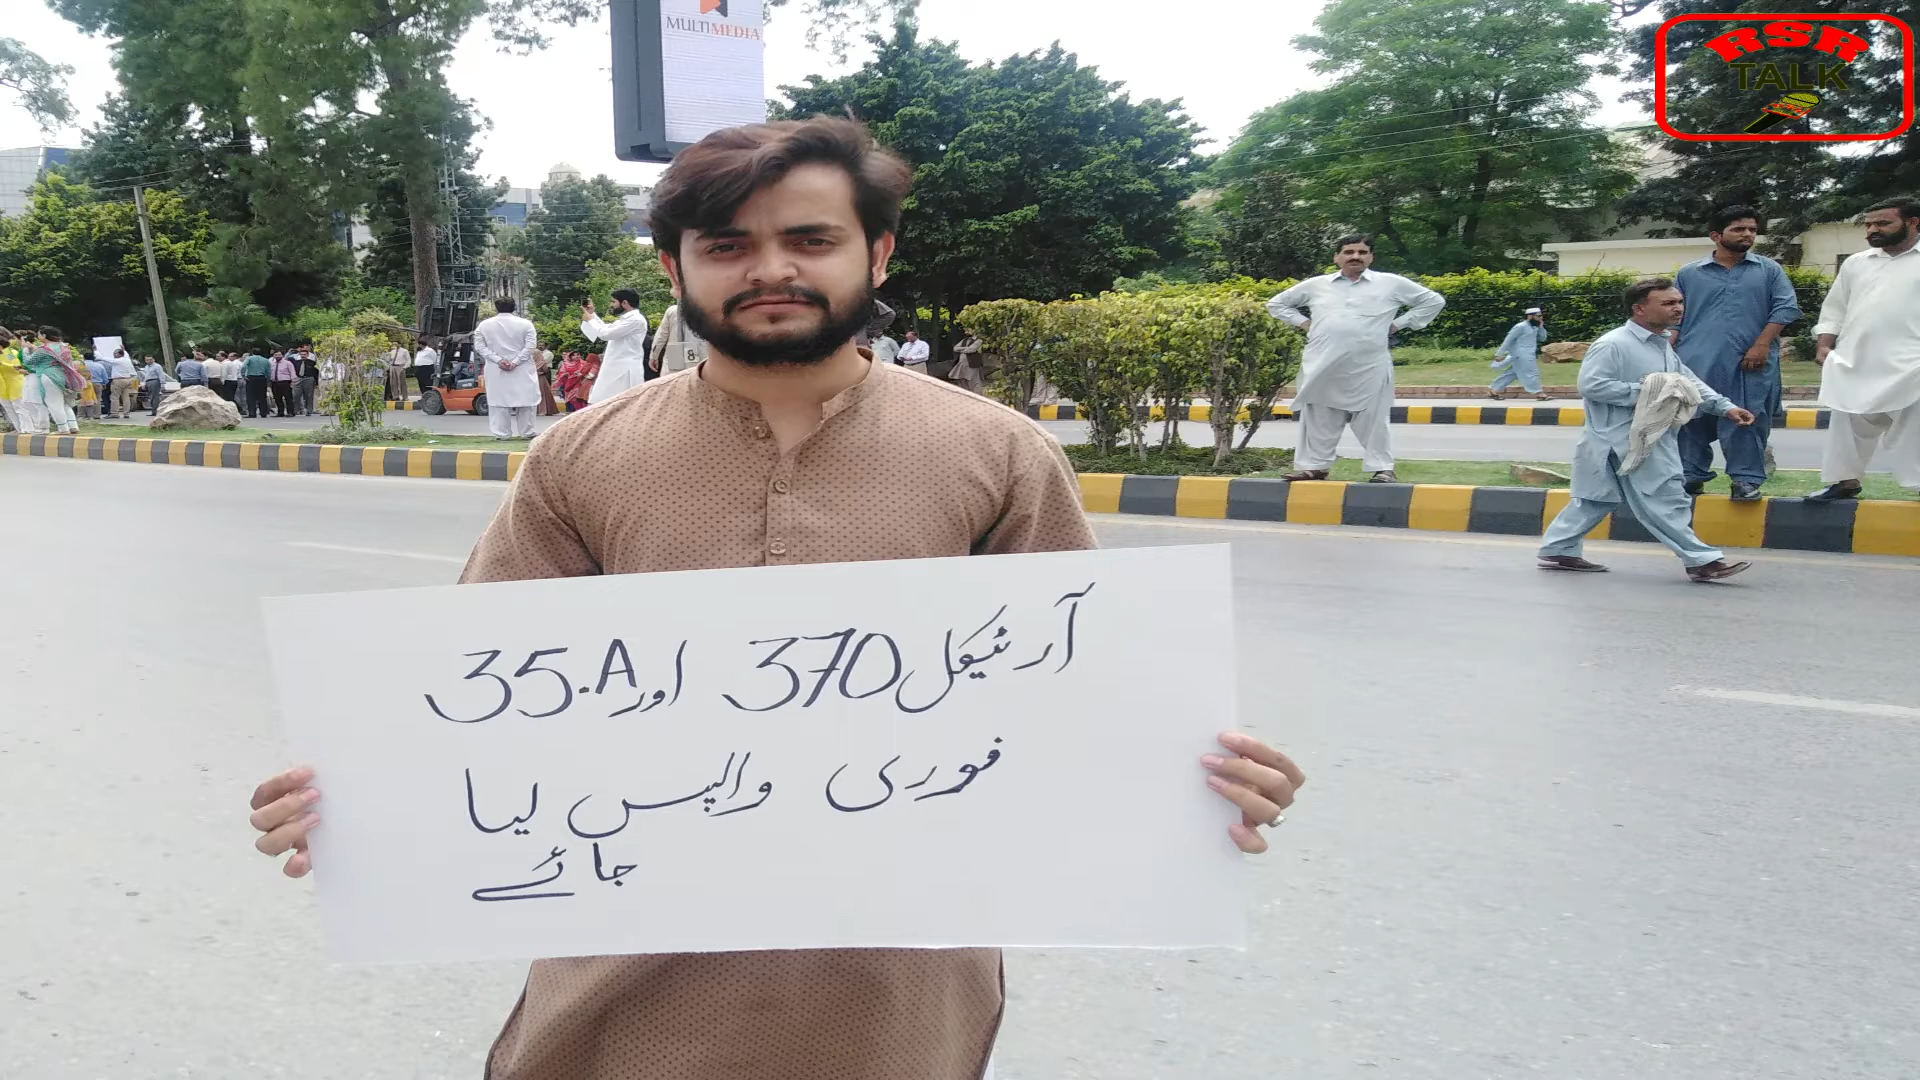 MULTIMEDIA
RSR
TALK
آرٹیکل 370 اور 35.A
فوری واپس لیا
جائے